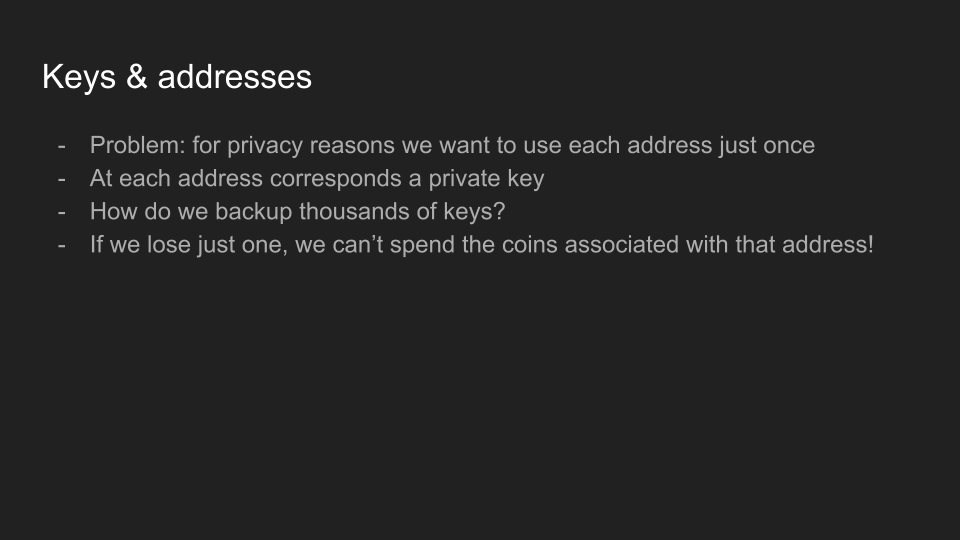 Keys & addresses
- Problem: for privacy reasons we want to use each address just once
- At each address corresponds a private key
- How do we backup thousands of keys?
- If we lose just one, we can’t spend the coins associated with that address!